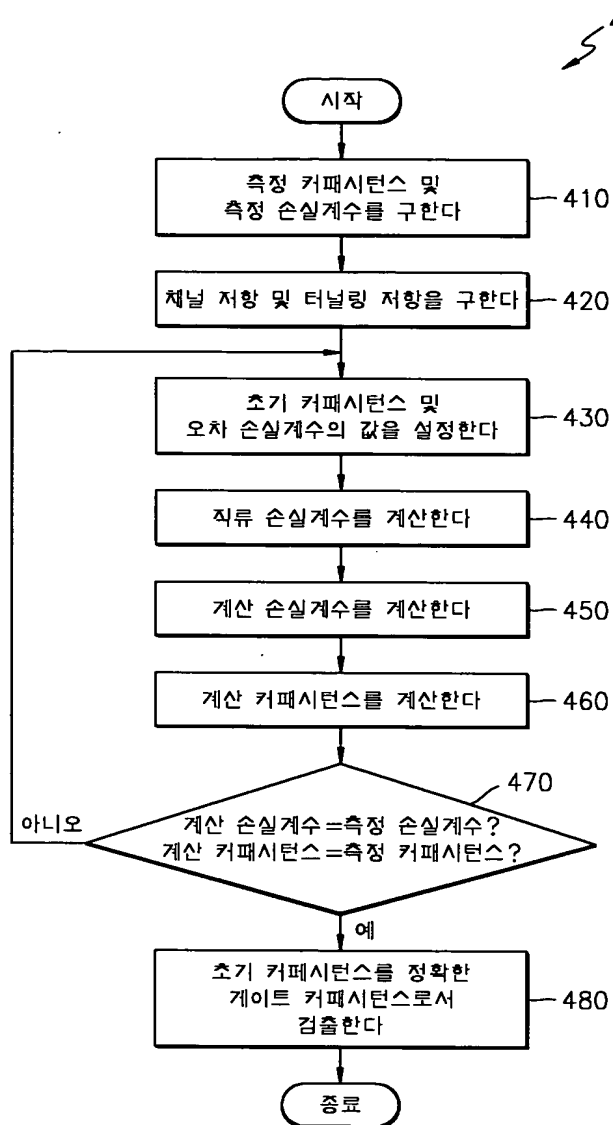 시작
측정 커패시턴스 및
측정 손실계수를 구한다
410
채널 저항 및 터널링 저항을 구한다
420
초기 커패시턴스 및
오차 손실계수의 값을 설정한다
430
직류 손실계수를 계산한다
440
계산 손실계수를 계산한다
450
계산 커패시턴스를 계산한다
460
470
계산 손실계수=측정 손실계수?
계산 커패시턴스=측정 커패시턴스?
아니오
예
초기 커페시턴스를 정확한
게이트 커패시턴스로서
검출한다
480
종료